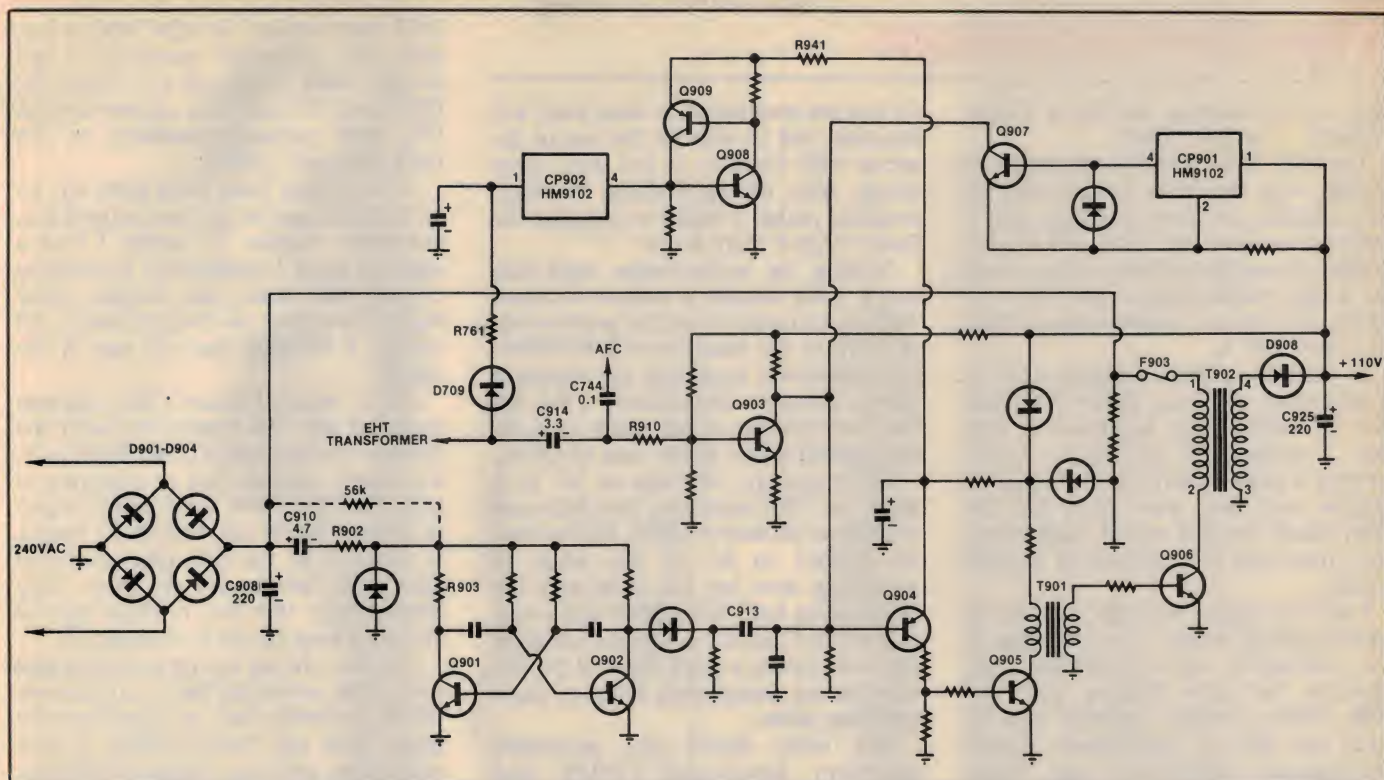 R941
Q909
Q907
CP901
HM9102
4
1
2
CP902
HM9102
1
4
Q908
R761
AFC
D709
C744
0.1
C914
3.3
+
-
R910
EHT
TRANSFORMER
Q903
F903
D908
T902
1
4
+110V
2
3
C925
220
+
-
D901-D904
240VAC
56k
C910
4.7
+
-
R902
C908
220
+
-
R903
Q901
Q902
C913
Q904
Q905
T901
Q906
+
-
+
-